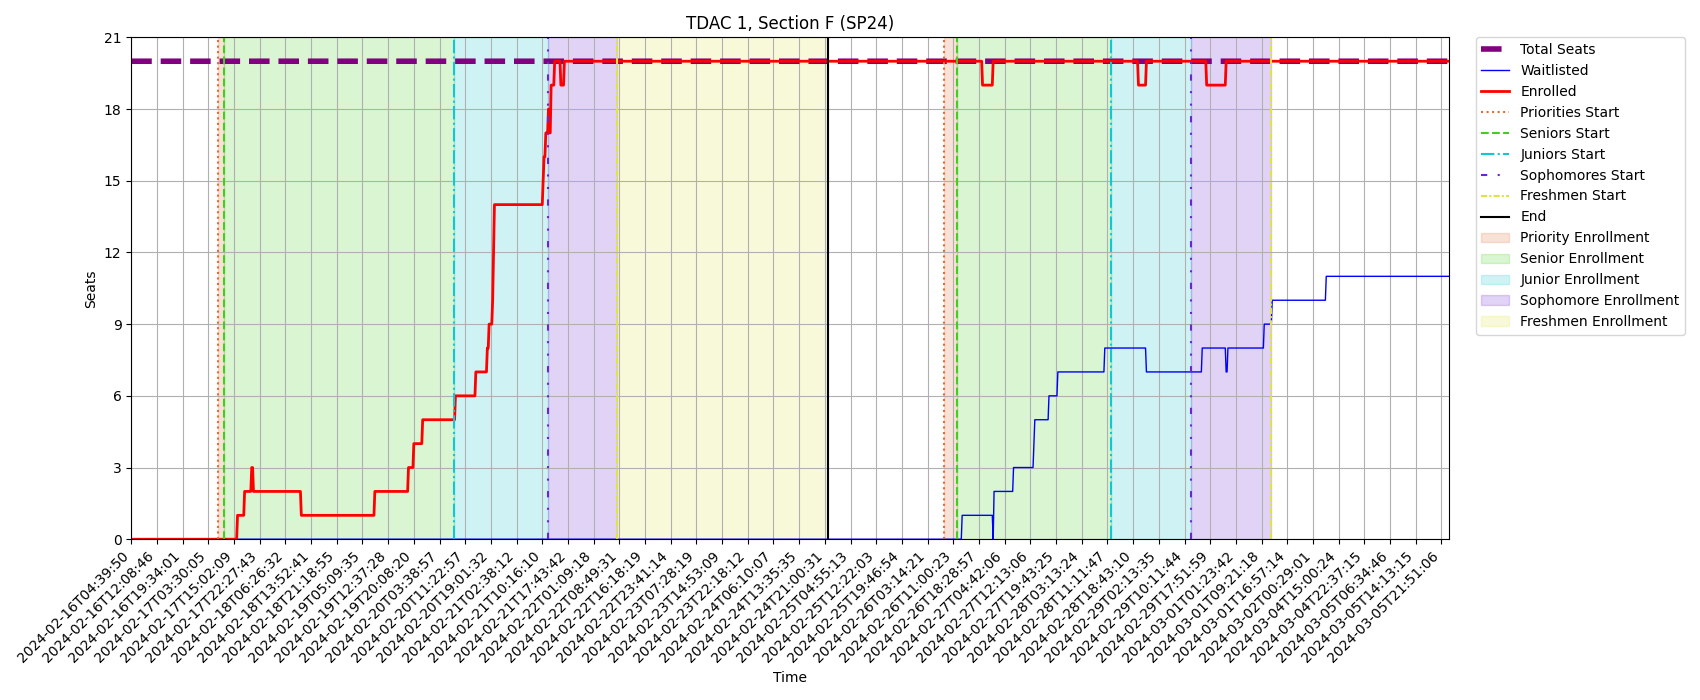 TDAC 1, Section F (SP24)
Seats
21
18
15
12
9
6
3
0
2024-02-16T04:39:50
2024-02-16T12:08:46
2024-02-16T19:34:01
2024-02-17T03:30:05
2024-02-17T15:02:09
2024-02-17T22:27:43
2024-02-18T06:26:32
2024-02-18T13:52:41
2024-02-18T21:18:55
2024-02-19T05:09:35
2024-02-19T12:37:28
2024-02-19T20:08:20
2024-02-20T03:38:57
2024-02-20T11:22:57
2024-02-20T19:01:32
2024-02-21T02:38:12
2024-02-21T10:16:10
2024-02-21T17:43:42
2024-02-22T01:09:18
2024-02-22T08:49:31
2024-02-22T16:18:19
2024-02-22T23:41:14
2024-02-23T07:28:19
2024-02-23T14:53:09
2024-02-23T22:18:12
2024-02-24T06:10:07
2024-02-24T13:35:35
2024-02-24T21:00:31
2024-02-25T04:55:13
2024-02-25T12:22:03
2024-02-25T19:46:54
2024-02-26T03:14:21
2024-02-26T11:00:23
2024-02-26T18:28:57
2024-02-27T04:42:06
2024-02-27T12:13:06
2024-02-27T19:43:25
2024-02-28T03:13:24
2024-02-28T11:11:47
2024-02-28T18:43:10
2024-02-29T02:13:35
2024-02-29T10:11:44
2024-02-29T17:51:59
2024-03-01T01:23:42
2024-03-01T09:21:18
2024-03-01T16:57:14
2024-03-02T00:29:01
2024-03-04T15:00:24
2024-03-04T22:37:15
2024-03-05T06:34:46
2024-03-05T14:13:15
2024-03-05T21:51:06
Time
Total Seats
Waitlisted
Enrolled
Priorities Start
Seniors Start
Juniors Start
Sophomores Start
Freshmen Start
End
Priority Enrollment
Senior Enrollment
Junior Enrollment
Sophomore Enrollment
Freshmen Enrollment